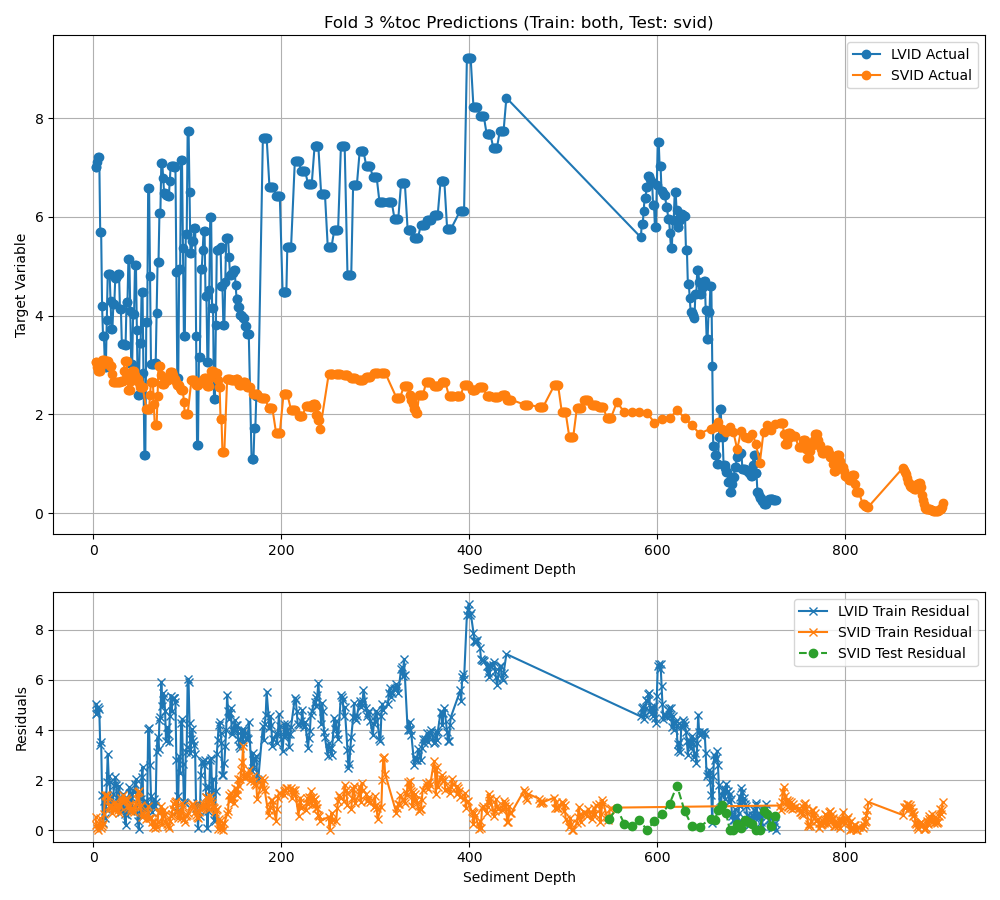 Fold 3 %toc Predictions (Train: both, Test: svid)
Target Variable
8
6
4
2
0
LVID Actual
SVID Actual
0 200 400 600 800
Sediment Depth
Residuals
8
6
4
2
0
LVID Train Residual
SVID Train Residual
SVID Test Residual
0 200 400 600 800
Sediment Depth